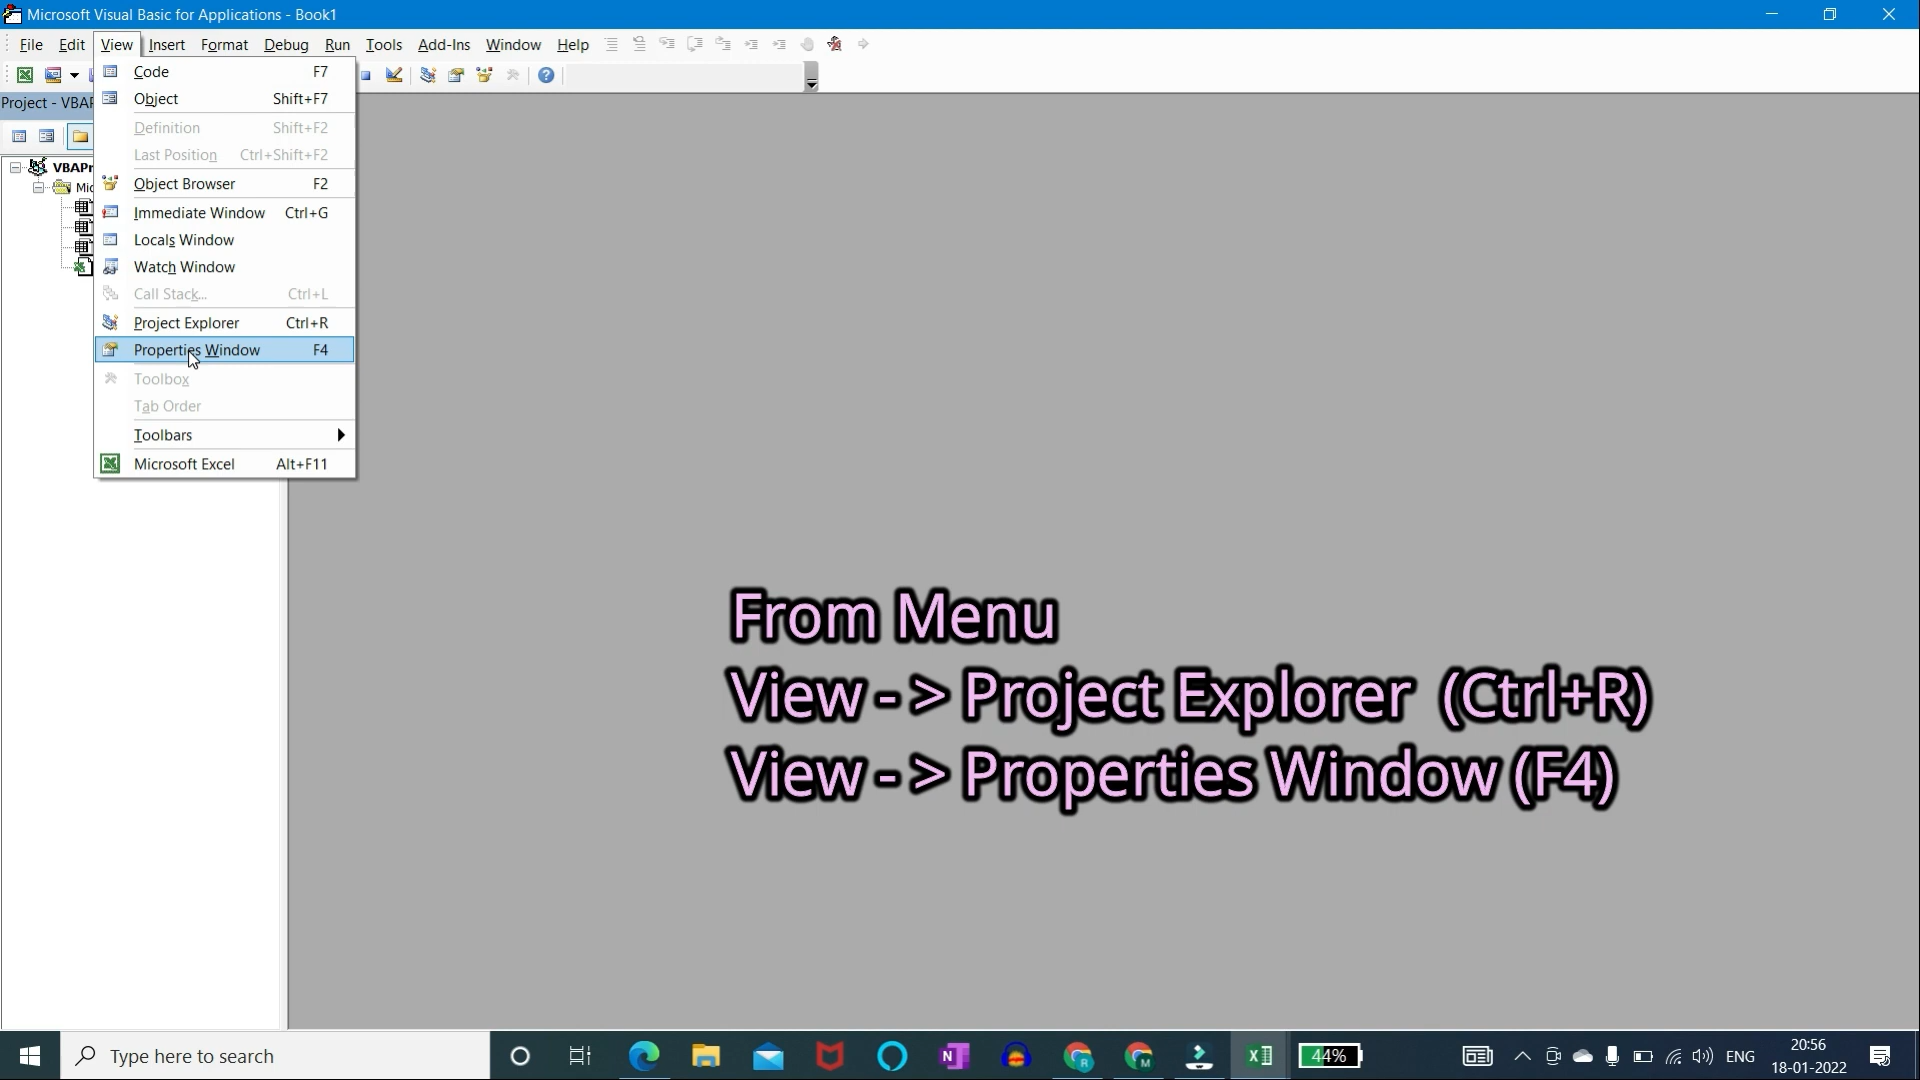 Microsoft Visual Basic for Applications - Book1
File Edit View Insert Format Debug Run Tools Add-Ins Window Help
Project - VBAP
Code F7
Object Shift+F7
Definition Shift+F2
Last Position Ctrl+Shift+F2
VBAPr
Object Browser F2
Mic
Immediate Window Ctrl+G
Locals Window
Watch Window
Call Stack... Ctrl+L
Project Explorer Ctrl+R
Properties Window F4
Toolbox
Tab Order
Toolbars
Microsoft Excel Alt+F11
From Menu
View - > Project Explorer (Ctrl+R)
View - > Properties Window (F4)
Type here to search
44%
ENG
20:56
18-01-2022